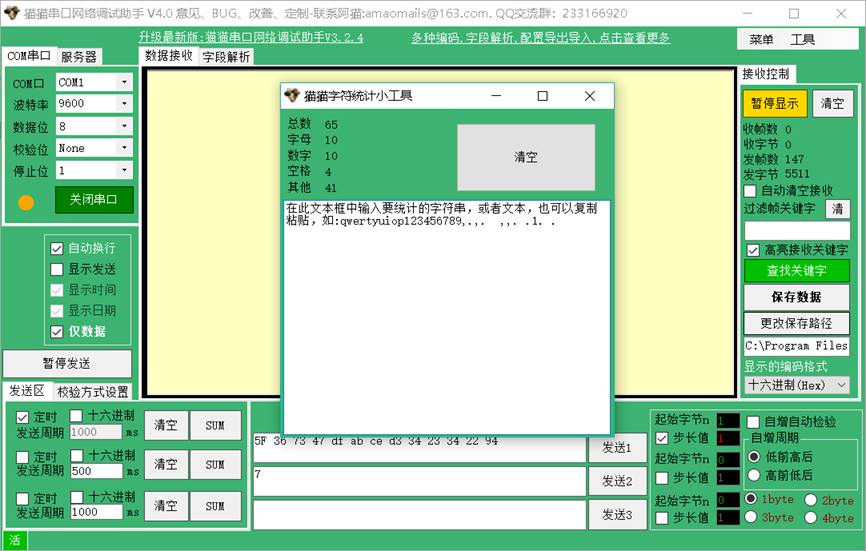 猫猫串口网络调试助手 V4.0 意见、BUG、改善、定制-联系阿猫:amaomails@163.com. QQ交流群: 233166920
升级最新版:猫猫串口网络调试助手V3.2.4
多种编码,字段解析,配置导出导入,点击查看更多
菜单 工具
COM串口 服务器
数据接收 字段解析
COM口 COM1
波特率 9600
数据位 8
校验位 None
停止位 1
关闭串口
自动换行
显示发送
显示时间
显示日期
仅数据
暂停发送
猫猫字符统计小工具
总数 65
字母 10
数字 10
空格 4
其他 41
清空
在此文本框中输入要统计的字符串，或者文本，也可以复制
粘贴，如:qwertyuiop123456789,.,.  ,,. .1. .
接收控制
暂停显示 清空
收帧数 0
收字节 0
发帧数 147
发字节 5511
自动清空接收
过滤帧关键字 清
高亮接收关键字
查找关键字
保存数据
更改保存路径
C:\Program Files
显示的编码格式
十六进制(Hex)
发送区 校验方式设置
定时 十六进制
发送周期 1000 ms
清空 SUM
5F 36 73 47 df ab ce d3 34 23 34 22 94
发送1
定时 十六进制
发送周期 500 ms
清空 SUM
7
发送2
定时 十六进制
发送周期 1000 ms
清空 SUM
发送3
起始字节n 1
步长值 1
起始字节n 0
步长值 1
起始字节n 0
步长值 1
自增自动检验
自增周期
低前高后
高前低后
1byte 2byte
3byte 4byte
活